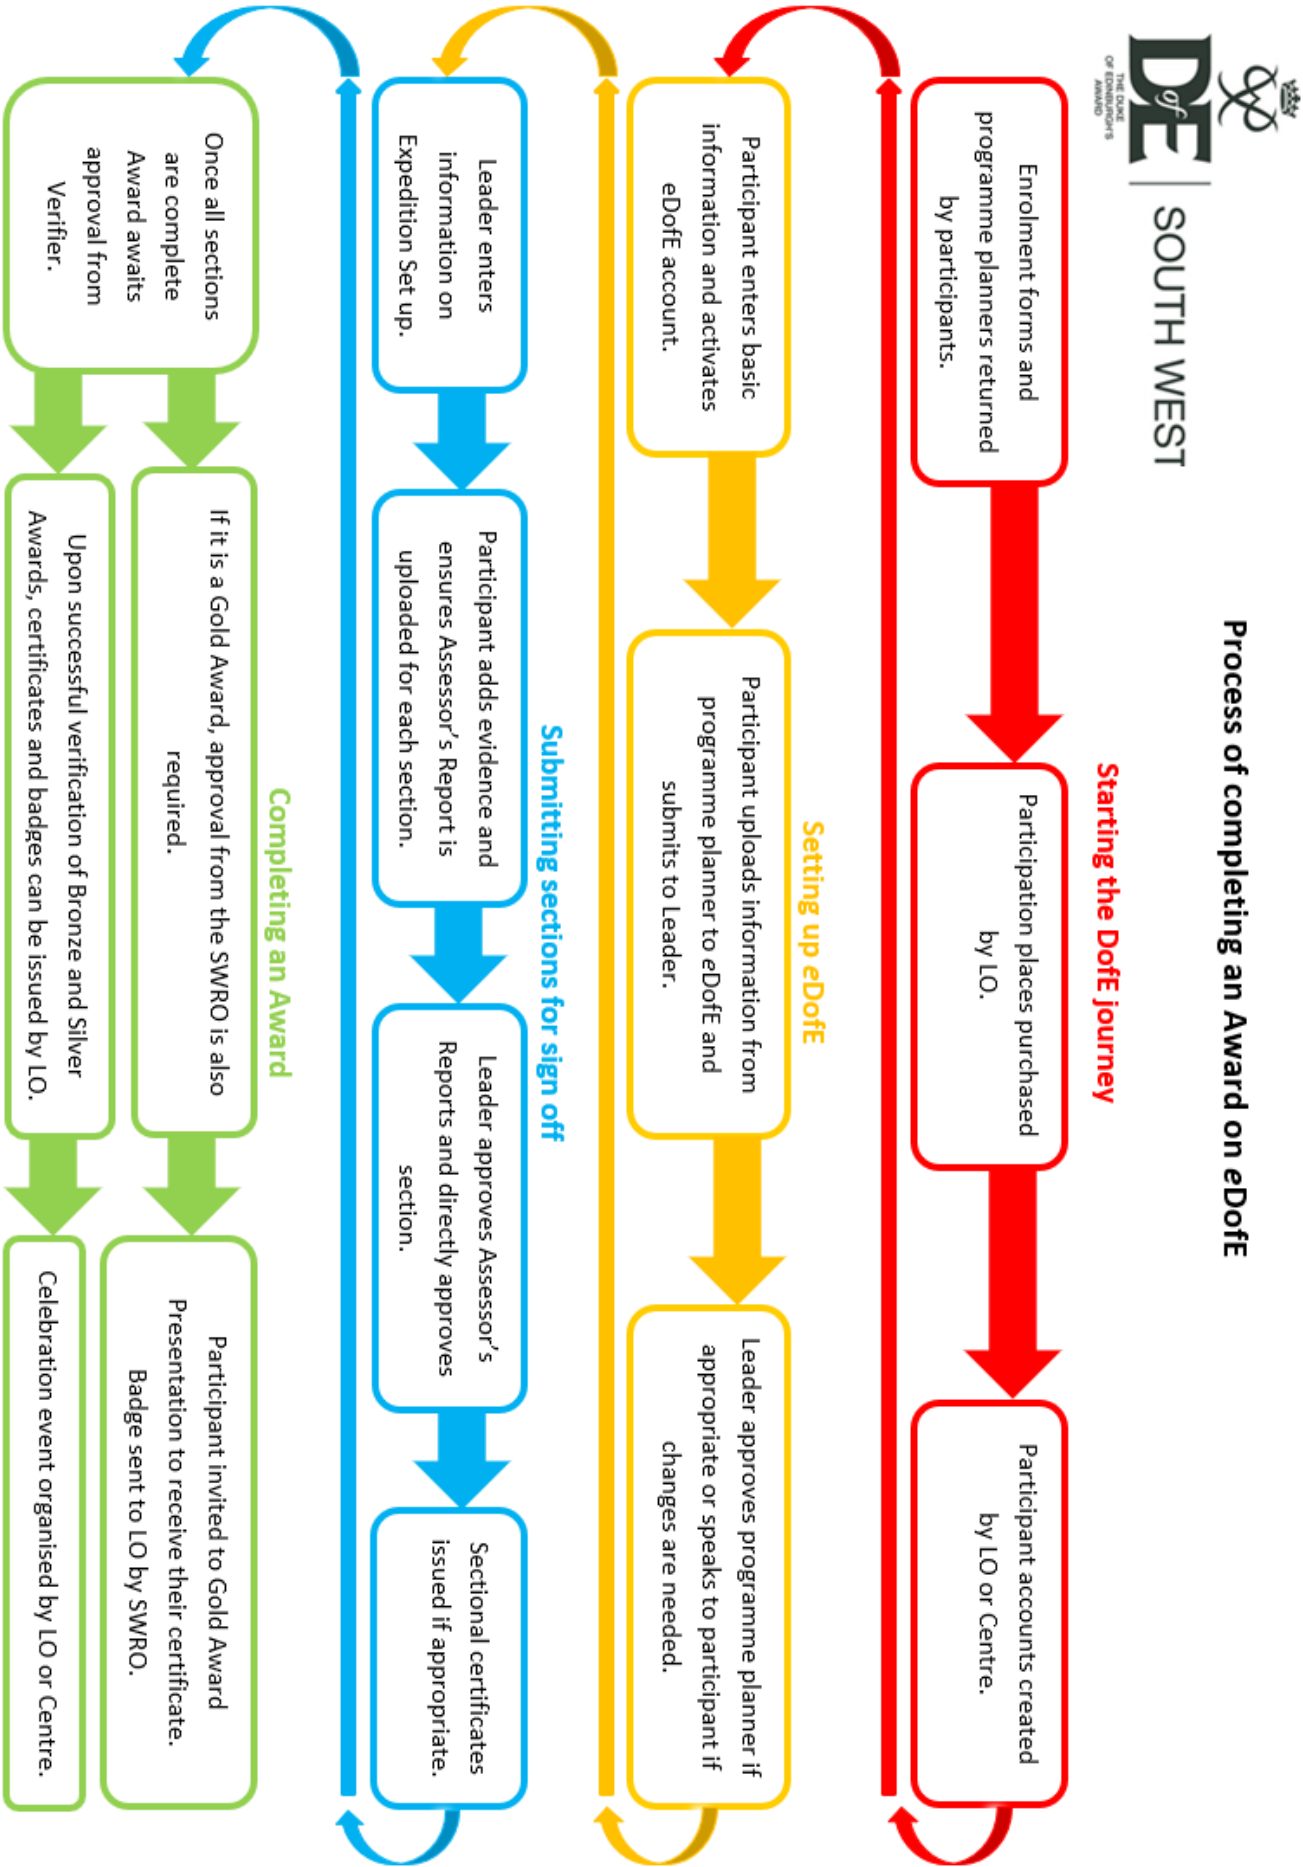 DofE
THE DUKE
OF EDINBURGH'S
AWARD
SOUTH WEST
Process of completing an Award on eDofE
Starting the DofE journey
Enrolment forms and
programme planners returned
by participants.
Participation places purchased
by LO.
Participant accounts created
by LO or Centre.
Setting up eDofE
Participant enters basic
information and activates
eDofE account.
Participant uploads information from
programme planner to eDofE and
submits to Leader.
Leader approves programme planner if
appropriate or speaks to participant if
changes are needed.
Submitting sections for sign off
Leader enters
information on
Expedition Set up.
Participant adds evidence and
ensures Assessor's Report is
uploaded for each section.
Leader approves Assessor's
Reports and directly approves
section.
Sectional certificates
issued if appropriate.
Completing an Award
Once all sections
are complete
Award awaits
approval from
Verifier.
If it is a Gold Award, approval from the SWRO is also
required.
Participant invited to Gold Award
Presentation to receive their certificate.
Badge sent to LO by SWRO.
Upon successful verification of Bronze and Silver
Awards, certificates and badges can be issued by LO.
Celebration event organised by LO or Centre.